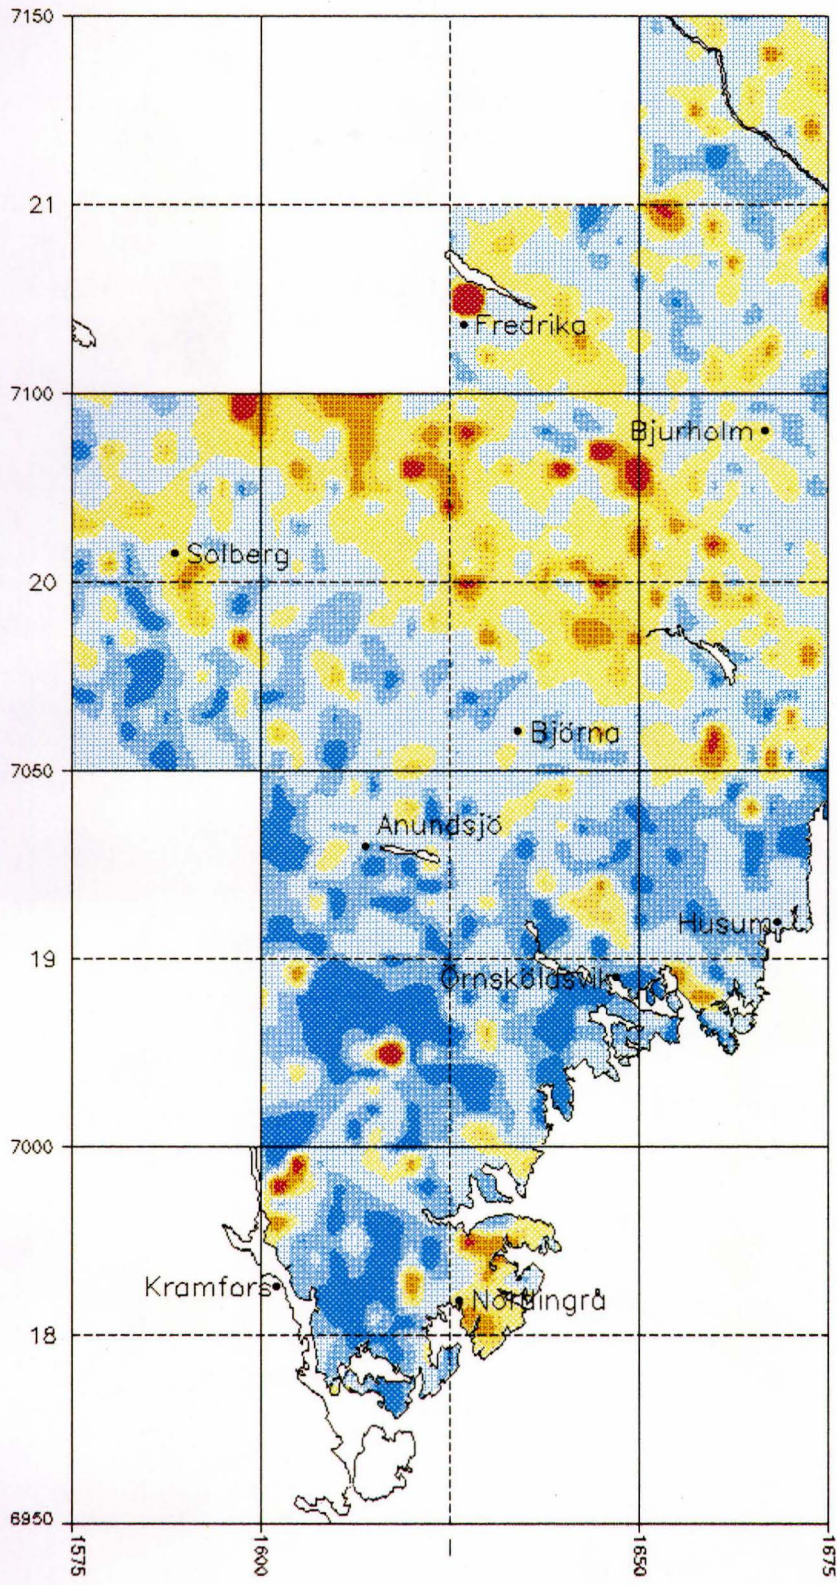 7150
21
Fredrika
7100
Bjurholm
Solberg
20
Björna
7050
Anundsjö
Husum
19
Örnsköldsvik
7000
Kramfors
Nordingrå
18
6950
1575
1600
1650
1675